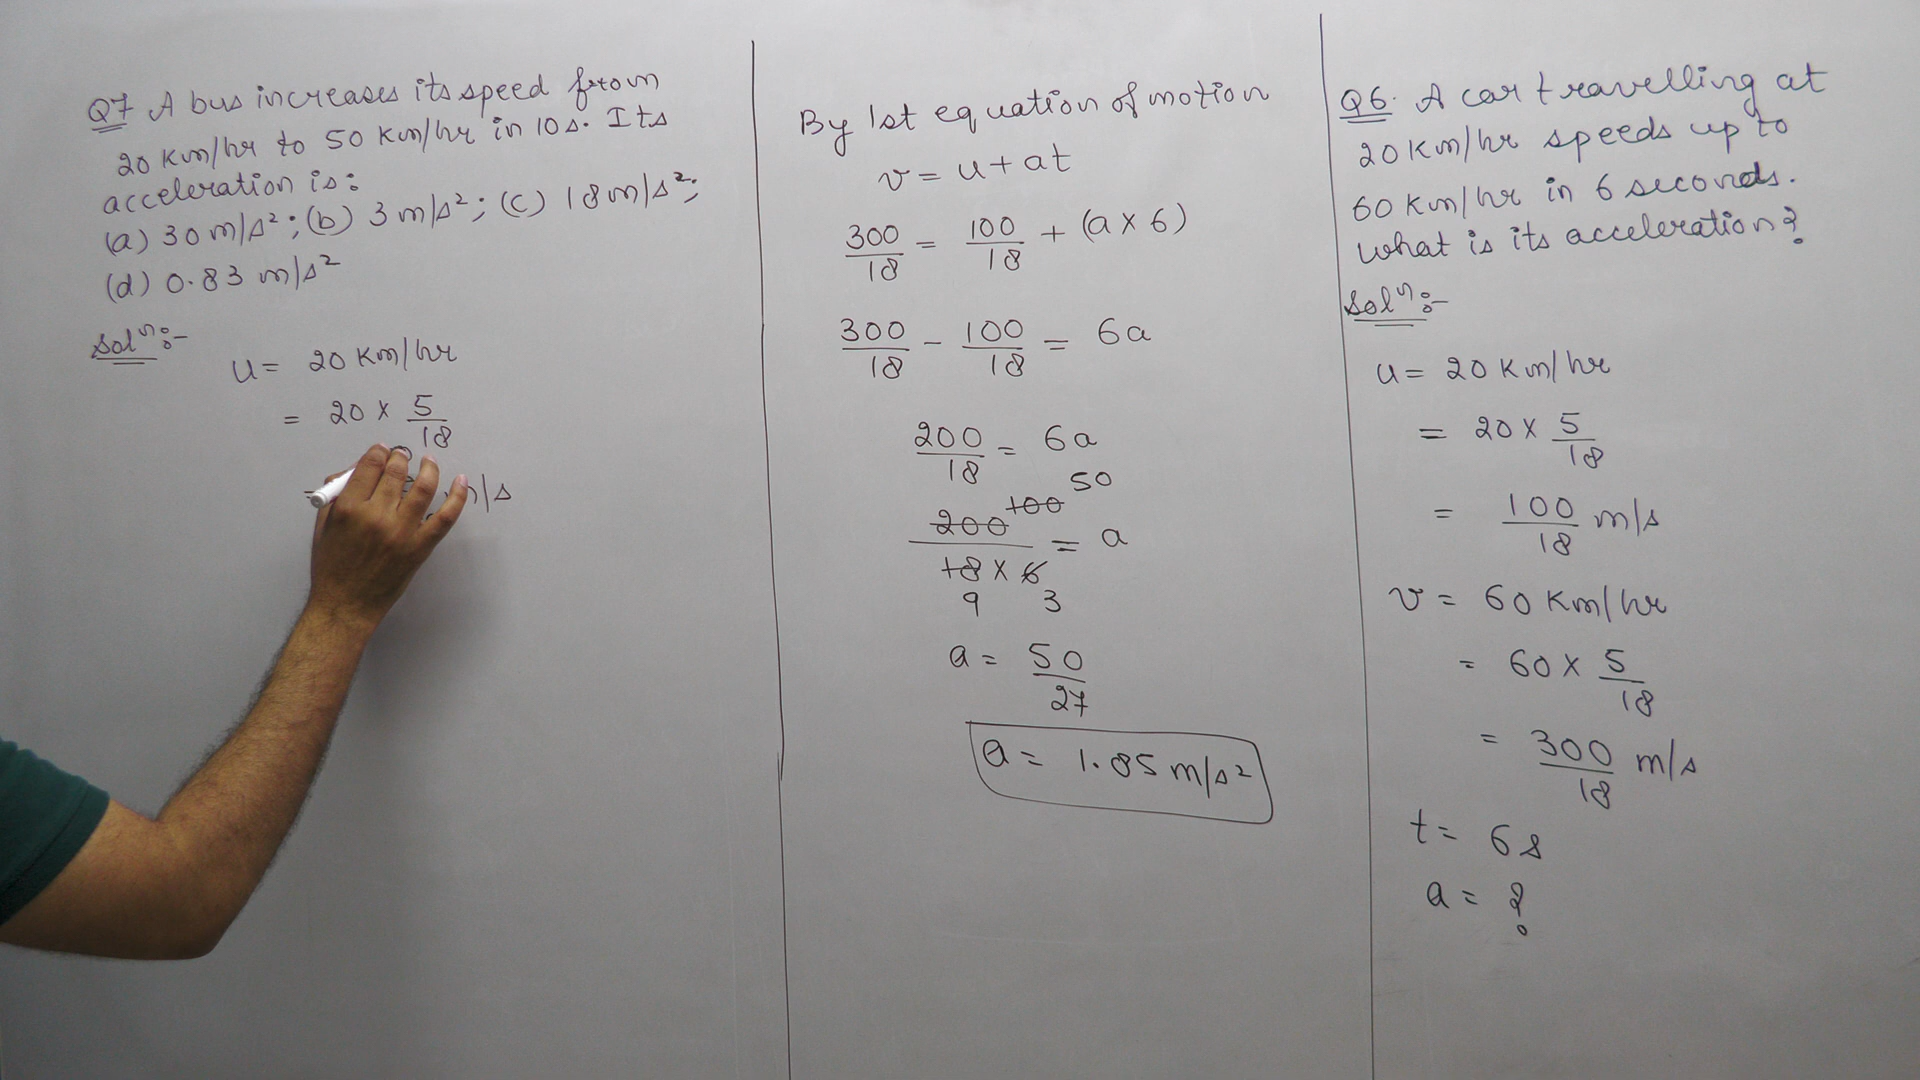 Q7 A bus increases its speed from
20 Km/hr to 50 Km/hr in 10s. Its
acceleration is:
(a) 30 m/s²; (b) 3 m/s²; (c) 18 m/s²;
(d) 0.83 m/s²
Solⁿ:-
u = 20 Km/hr
= 20 × 5/18
= m/s
By 1st equation of motion
v = u + at
300/18 = 100/18 + (a × 6)
300/18 - 100/18 = 6a
200/18 = 6a
50
100
200/18 × 6 = a
9 3
a = 50/27
a = 1.85 m/s²
Q6. A car travelling at
20 Km/hr speeds up to
60 Km/hr in 6 seconds.
what is its acceleration?
Solⁿ:-
u = 20 Km/hr
= 20 × 5/18
= 100/18 m/s
v = 60 Km/hr
= 60 × 5/18
= 300/18 m/s
t = 6s
a = ?